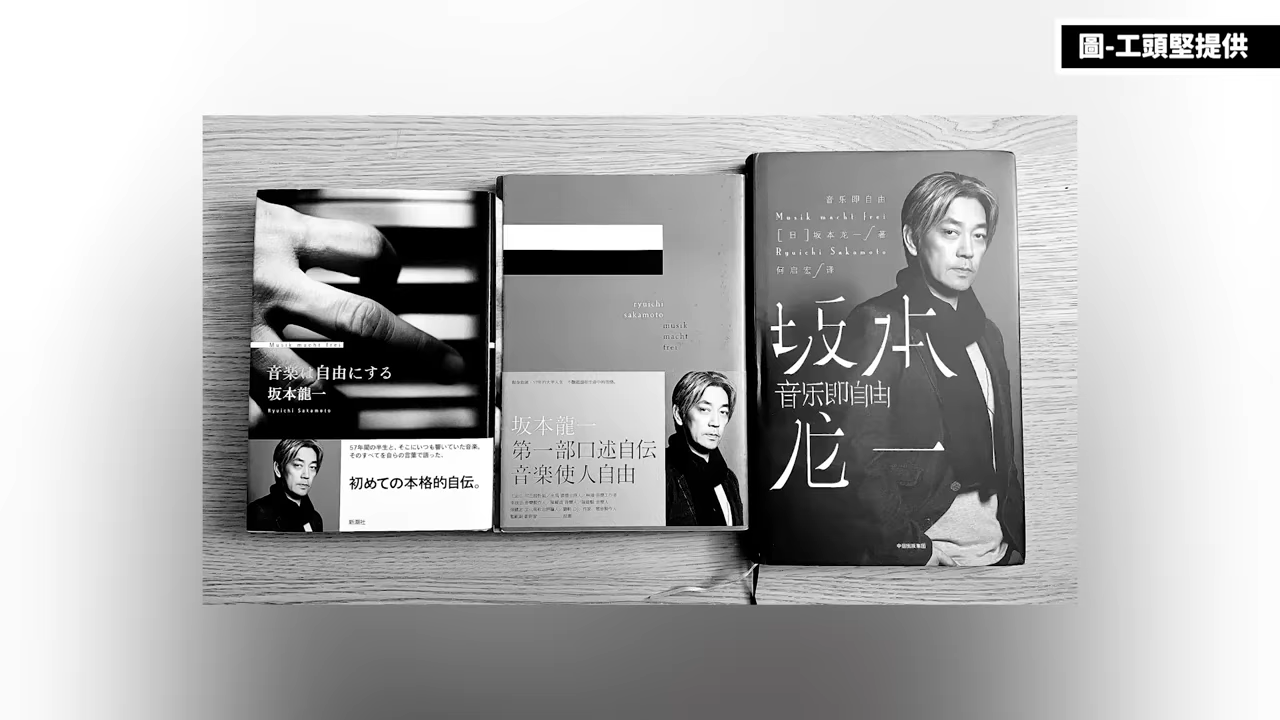 圖-工頭堅提供
Musik macht frei
音楽は自由にする
坂本龍一
Ryuichi Sakamoto
57年間の半生と、そこにいつも響いていた音楽。
そのすべてを自らの言葉で語った。
初めての本格的自伝。
新潮社
ryuichi
sakamoto
musik
macht
frei
坂本龍一
第一部口述自伝
音楽使人自由
音乐即自由
Musik macht frei
[日]坂本龙一/著
Ryuichi Sakamoto
何启宏/译
坂本
音乐即自由
龙一
中信出版集团